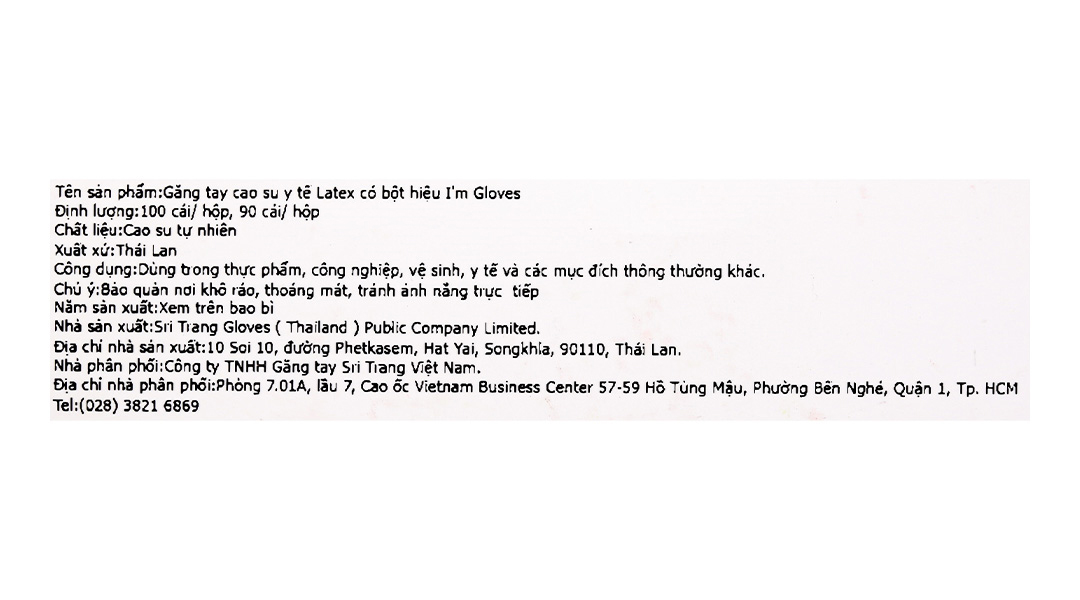 Tên sản phẩm:Găng tay cao su y tế Latex có bột hiệu I'm Gloves
Định lượng:100 cái/ hộp, 90 cái/ hộp
Chất liệu:Cao su tự nhiên
Xuất xứ:Thái Lan
Công dụng:Dùng trong thực phẩm, công nghiệp, vệ sinh, y tế và các mục đích thông thường khác.
Chú ý:Bảo quản nơi khô ráo, thoáng mát, tránh ánh nắng trực tiếp
Năm sản xuất:Xem trên bao bì
Nhà sản xuất:Sri Trang Gloves ( Thailand ) Public Company Limited.
Địa chỉ nhà sản xuất:10 Soi 10, đường Phetkasem, Hat Yai, Songkhla, 90110, Thái Lan.
Nhà phân phối:Công ty TNHH Găng tay Sri Trang Việt Nam.
Địa chỉ nhà phân phối:Phòng 7.01A, lầu 7, Cao ốc Vietnam Business Center 57-59 Hồ Tùng Mậu, Phường Bến Nghé, Quận 1, Tp. HCM
Tel:(028) 3821 6869